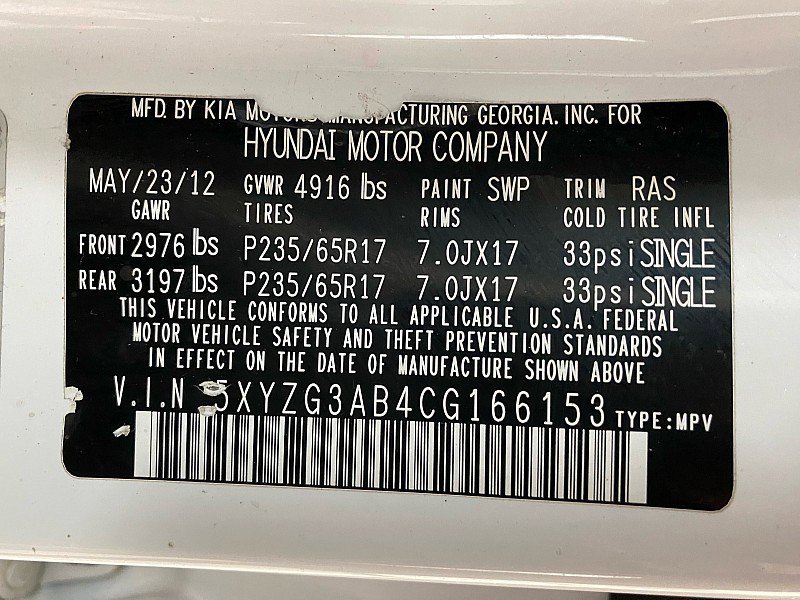 MFD. BY KIA MOTORS MANUFACTURING GEORGIA. INC. FOR
HYUNDAI MOTOR COMPANY
MAY/23/12 GVWR 4916 lbs PAINT SWP TRIM RAS
GAWR TIRES RIMS COLD TIRE INFL
FRONT 2976 lbs P235/65R17 7.0JX17 33psi SINGLE
REAR 3197 lbs P235/65R17 7.0JX17 33psi SINGLE
THIS VEHICLE CONFORMS TO ALL APPLICABLE U.S.A. FEDERAL
MOTOR VEHICLE SAFETY AND THEFT PREVENTION STANDARDS
IN EFFECT ON THE DATE OF MANUFACTURE SHOWN ABOVE
V.I.N 5XYZG3AB4CG166153 TYPE:MPV